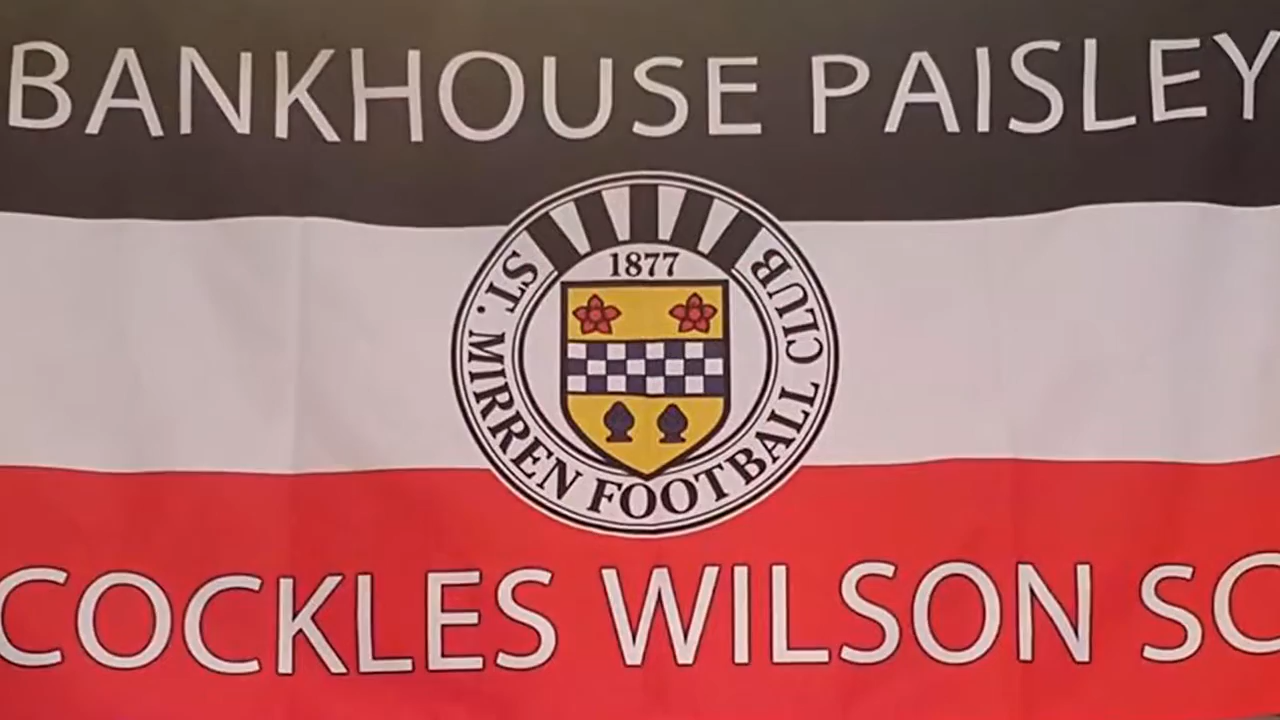 BANKHOUSE PAISLEY
1877
ST. MIRREN FOOTBALL CLUB
COCKLES WILSON SC